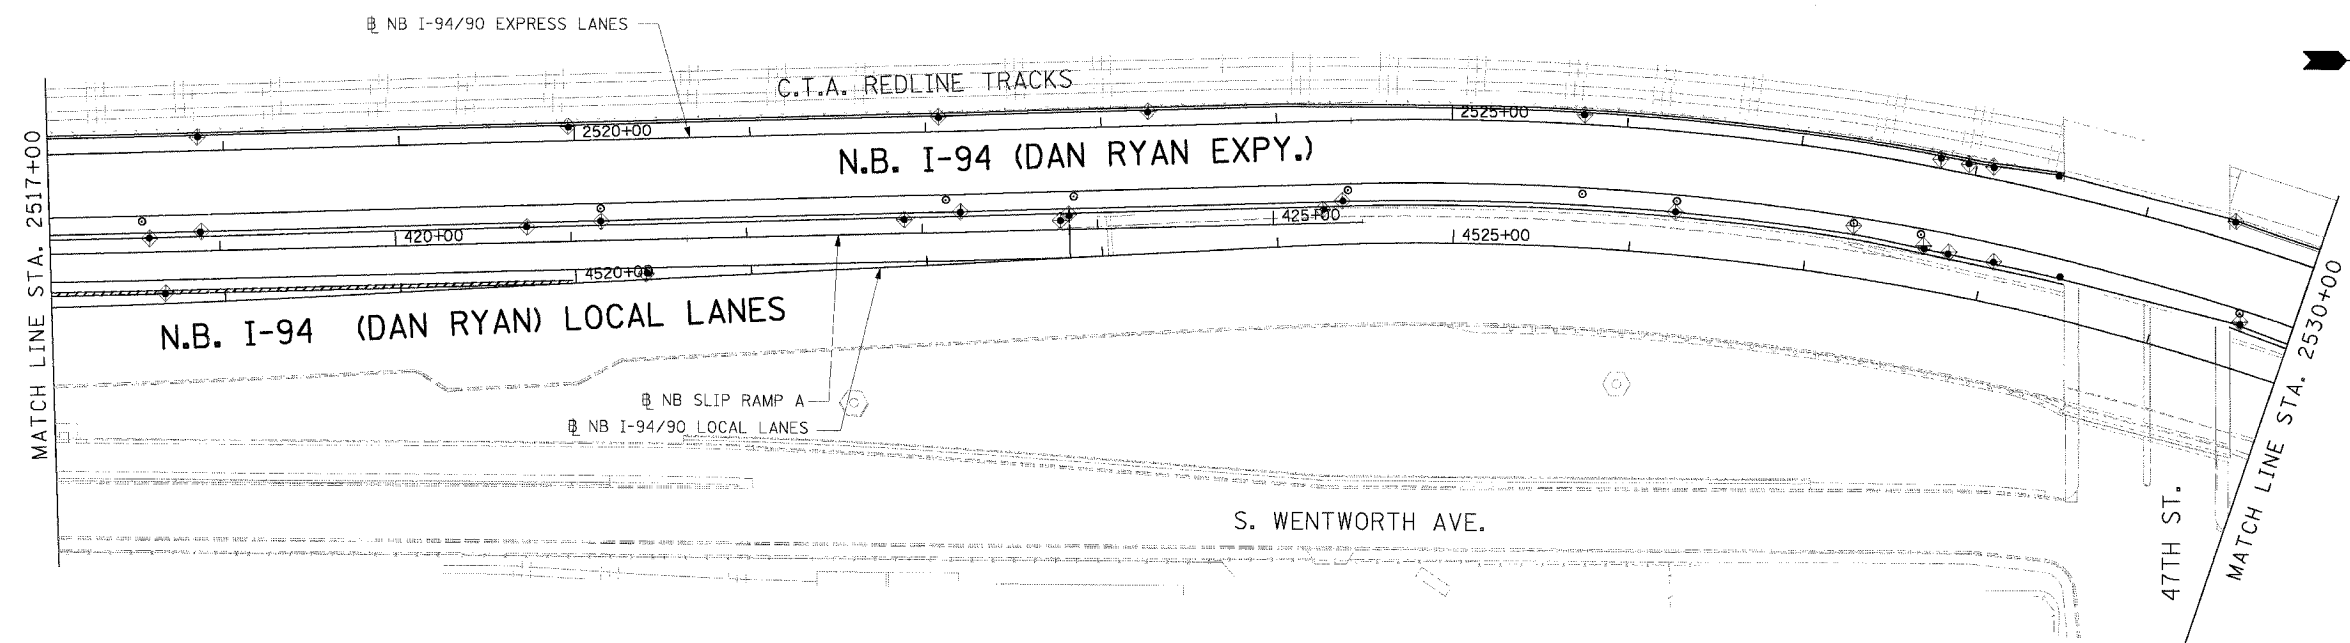 ℄ NB I-94/90 EXPRESS LANES
C.T.A. REDLINE TRACKS
2520+00
2525+00
N.B. I-94 (DAN RYAN EXPY.)
MATCH LINE STA. 2517+00
420+00
425+00
4520+00
4525+00
N.B. I-94 (DAN RYAN) LOCAL LANES
℄ NB SLIP RAMP A
℄ NB I-94/90 LOCAL LANES
S. WENTWORTH AVE.
47TH ST.
MATCH LINE STA. 2530+00